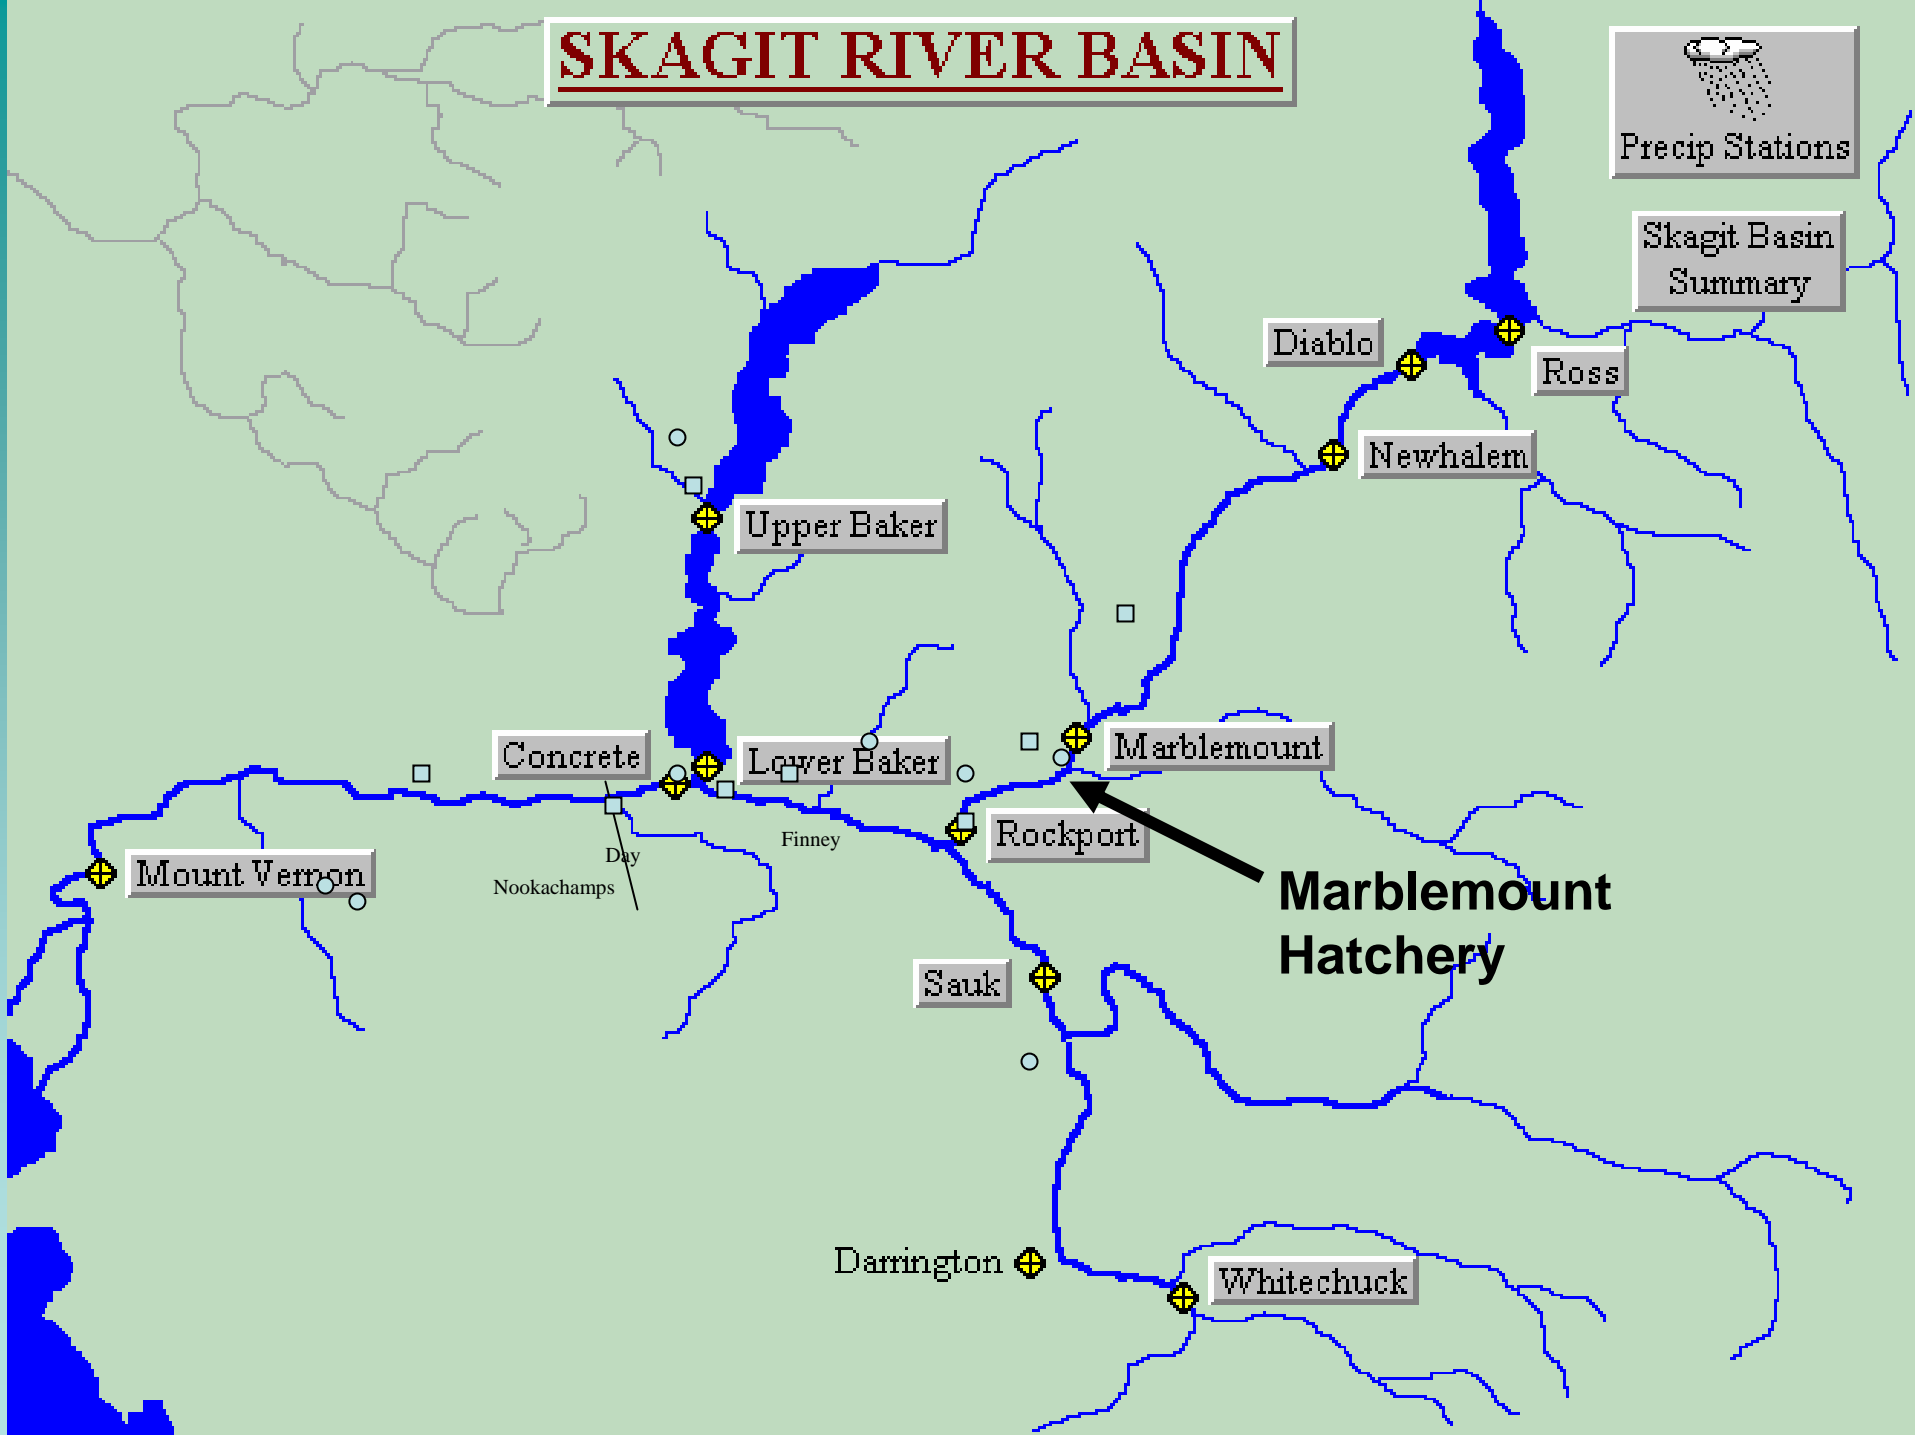 SKAGIT RIVER BASIN
Precip Stations
Skagit Basin
Summary
Diablo
Ross
Newhalem
Upper Baker
Concrete
Lower Baker
Marblemount
Rockport
Finney
Day
Mount Vernon
Nookachamps
Marblemount
Hatchery
Sauk
Darrington
Whitechuck